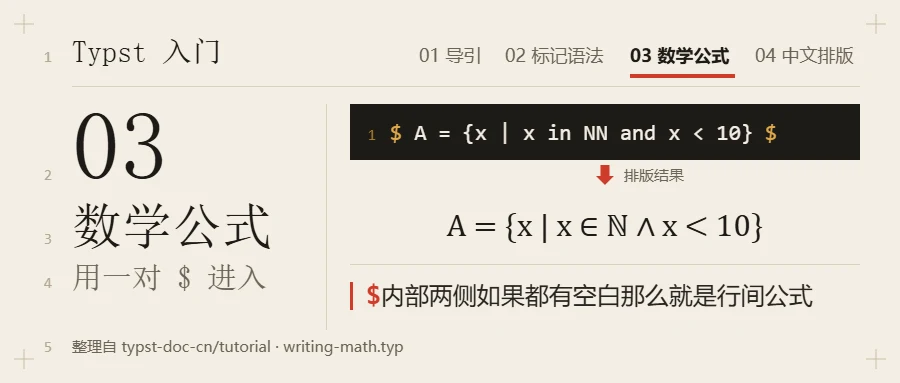 1 Typst 入门
01 导引 02 标记语法 03 数学公式 04 中文排版
2 03
3 数学公式
4 用一对 $ 进入
1 $ A = {x | x in NN and x < 10} $
排版结果
A = {x | x ∈ ℕ ∧ x < 10}
$内部两侧如果都有空白那么就是行间公式
5 整理自 typst-doc-cn/tutorial · writing-math.typ